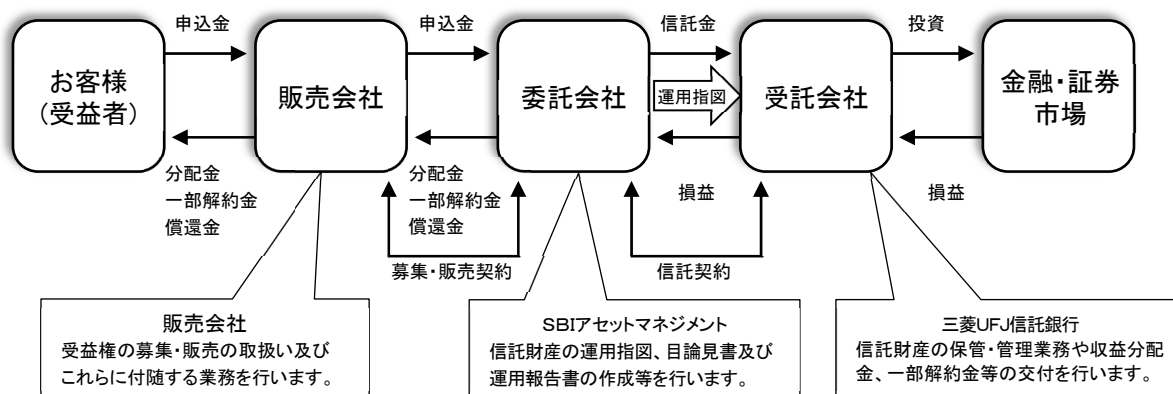 申込金
申込金
信託金
投資
お客様
（受益者）
販売会社
委託会社
運用指図
受託会社
金融・証券
市場
分配金
一部解約金
償還金
分配金
一部解約金
償還金
損益
損益
募集・販売契約
信託契約
販売会社
受益権の募集・販売の取扱い及び
これらに付随する業務を行います。
SBIアセットマネジメント
信託財産の運用指図、目論見書及び
運用報告書の作成等を行います。
三菱UFJ信託銀行
信託財産の保管・管理業務や収益分配
金、一部解約金等の交付を行います。